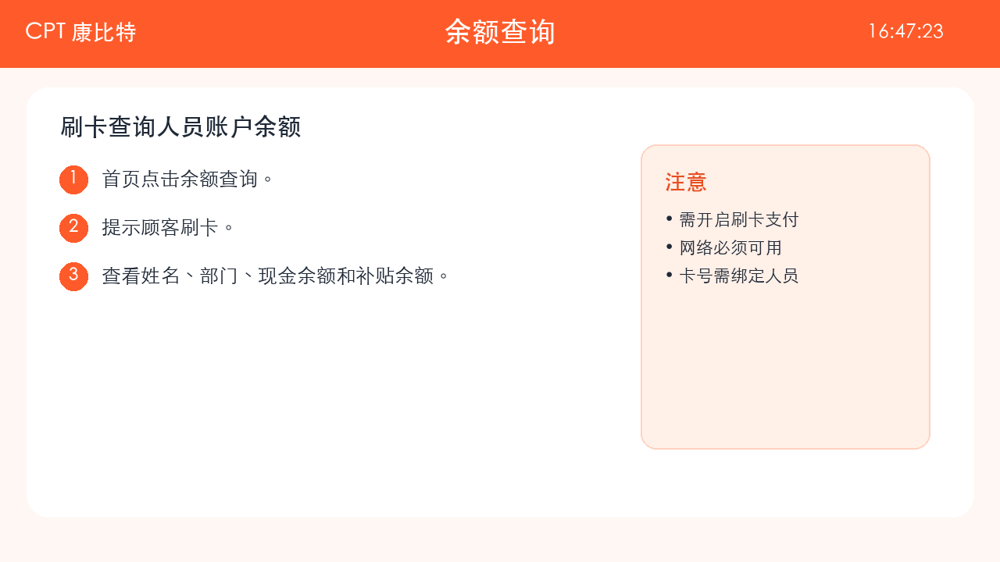 CPT 康比特
余额查询
16:47:23
刷卡查询人员账户余额
1 首页点击余额查询。
2 提示顾客刷卡。
3 查看姓名、部门、现金余额和补贴余额。
注意
• 需开启刷卡支付
• 网络必须可用
• 卡号需绑定人员